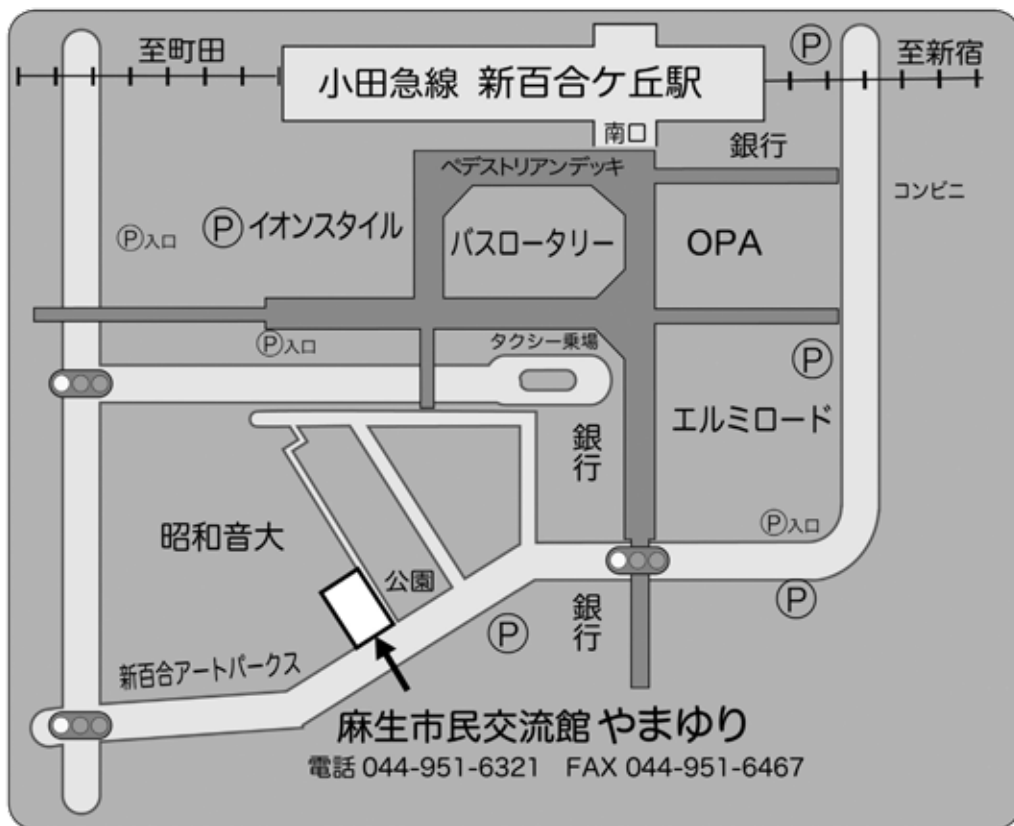 至町田
小田急線 新百合ケ丘駅
Ⓟ
至新宿
南口
銀行
ペデストリアンデッキ
コンビニ
Ⓟ入口
Ⓟ イオンスタイル
バスロータリー
OPA
Ⓟ入口
タクシー乗場
Ⓟ
エルミロード
銀行
Ⓟ入口
昭和音大
公園
Ⓟ
銀行
Ⓟ
新百合アートパークス
麻生市民交流館 やまゆり
電話 044-951-6321 FAX 044-951-6467